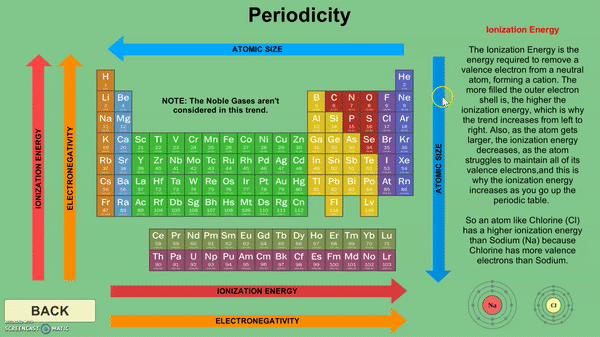 Periodicity
ATOMIC SIZE
Ionization Energy
The Ionization Energy is the
energy required to remove a
valence electron from a neutral
atom, forming a cation. The
more filled the outer electron
shell is, the higher the
ionization energy, which is why
the trend increases from left to
right. Also, as the atom gets
larger, the ionization energy
decreases, as the atom
struggles to maintain all of its
valence electrons,and this is
why the ionization energy
increases as you go up the
periodic table.
So an atom like Chlorine (Cl)
has a higher ionization energy
than Sodium (Na) because
Chlorine has more valence
electrons than Sodium.
NOTE: The Noble Gases aren't
considered in this trend.
IONIZATION ENERGY
ELECTRONEGATIVITY
ATOMIC SIZE
H He
Li Be B C N O F Ne
Na Mg Al Si P S Cl Ar
K Ca Sc Ti V Cr Mn Fe Co Ni Cu Zn Ga Ge As Se Br Kr
Rb Sr Y Zr Nb Mo Tc Ru Rh Pd Ag Cd In Sn Sb Te I Xe
Cs Ba La Hf Ta W Re Os Ir Pt Au Hg Tl Pb Bi Po At Rn
Fr Ra Ac Rf Db Sg Bh Hs Mt Ds Rg Cn Fl Lv
Ce Pr Nd Pm Sm Eu Gd Tb Dy Ho Er Tm Yb Lu
Th Pa U Np Pu Am Cm Bk Cf Es Fm Md No Lr
IONIZATION ENERGY
ELECTRONEGATIVITY
BACK
Na
Cl
SCREENCAST MATIC